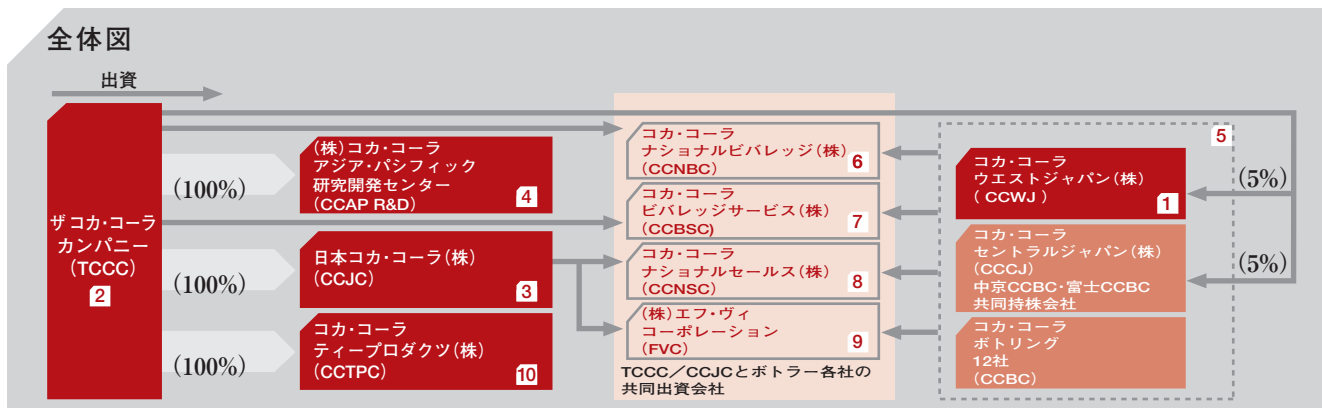 全体図
出資
ザ コカ・コーラ
カンパニー
(TCCC)
2
(100%)
(株)コカ・コーラ
アジア・パシフィック
研究開発センター
(CCAP R&D)
4
(100%)
日本コカ・コーラ(株)
(CCJC)
3
(100%)
コカ・コーラ
ティープロダクツ(株)
(CCTPC)
10
コカ・コーラ
ナショナルビバレッジ(株)
(CCNBC)
6
コカ・コーラ
ビバレッジサービス(株)
(CCBSC)
7
コカ・コーラ
ナショナルセールス(株)
(CCNSC)
8
(株)エフ・ヴィ
コーポレーション
(FVC)
9
TCCC/CCJCとボトラー各社の
共同出資会社
5
コカ・コーラ
ウエストジャパン(株)
( CCWJ )
1
(5%)
コカ・コーラ
セントラルジャパン(株)
(CCCJ)
中京CCBC・富士CCBC
共同持株会社
(5%)
コカ・コーラ
ボトリング
12社
(CCBC)